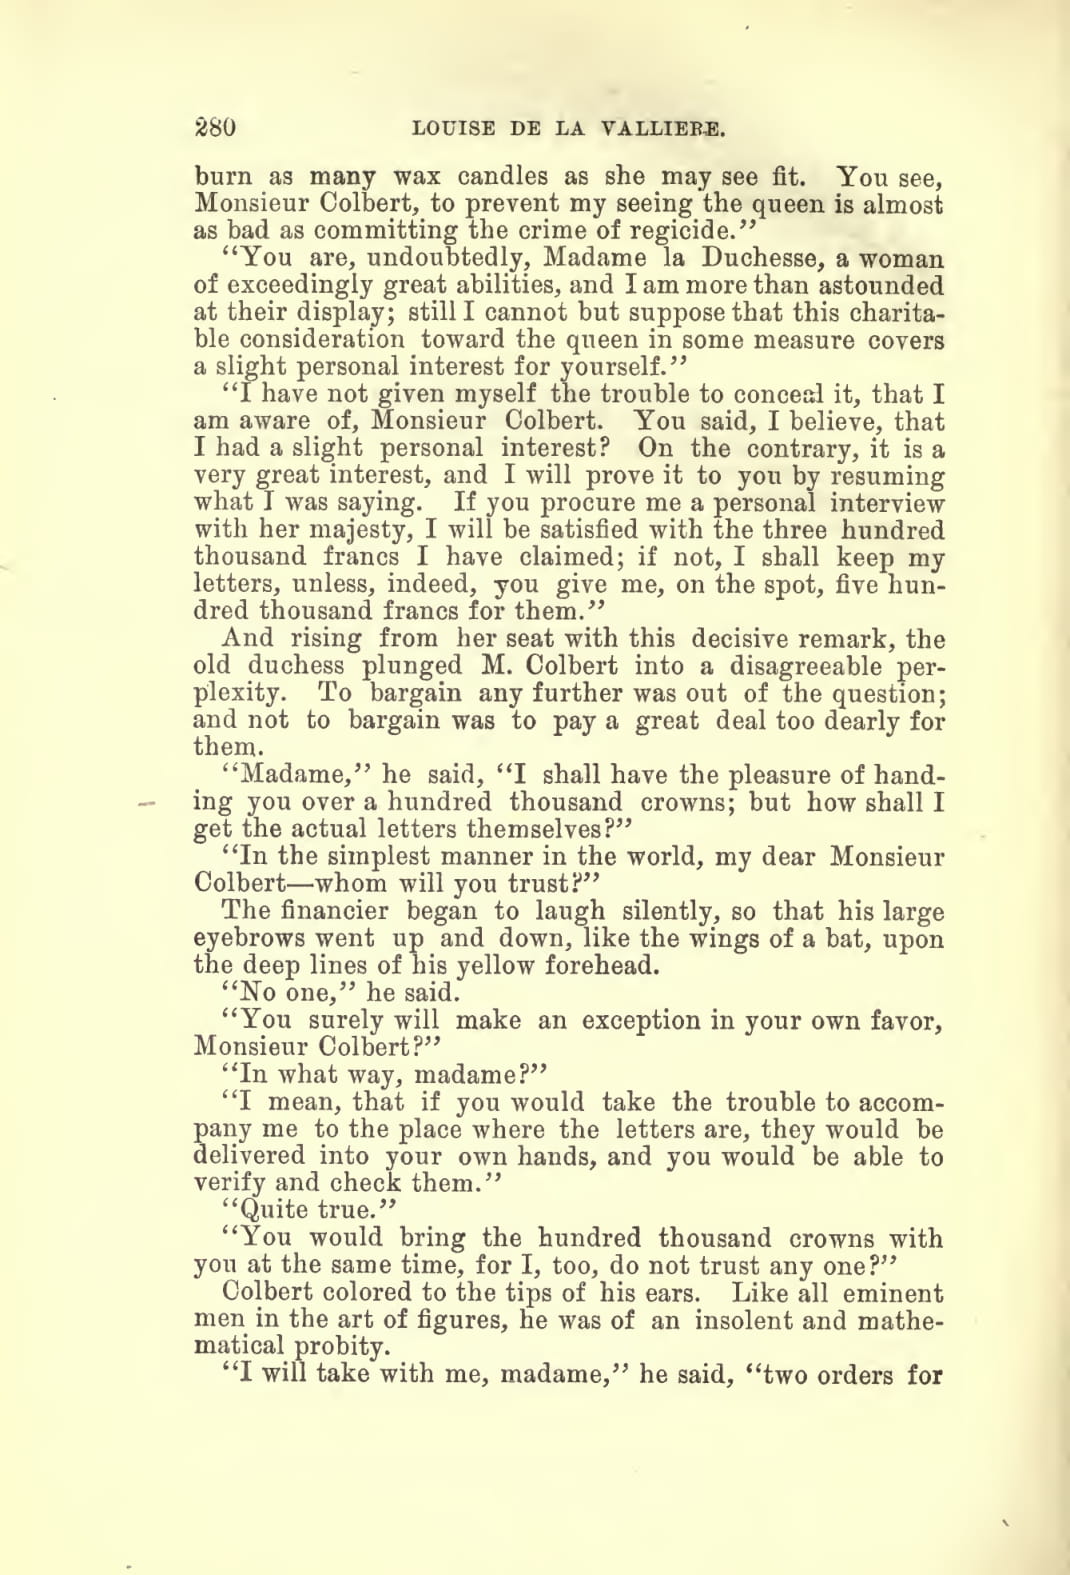 280 LOUISE DE LA VALLIERE.
burn as many wax candles as she may see fit. You see,
Monsieur Colbert, to prevent my seeing the queen is almost
as bad as committing the crime of regicide.”
“You are, undoubtedly, Madame la Duchesse, a woman
of exceedingly great abilities, and I am more than astounded
at their display; still I cannot but suppose that this charita-
ble consideration toward the queen in some measure covers
a slight personal interest for yourself.”
“I have not given myself the trouble to conceal it, that I
am aware of, Monsieur Colbert. You said, I believe, that
I had a slight personal interest? On the contrary, it is a
very great interest, and I will prove it to you by resuming
what I was saying. If you procure me a personal interview
with her majesty, I will be satisfied with the three hundred
thousand francs I have claimed; if not, I shall keep my
letters, unless, indeed, you give me, on the spot, five hun-
dred thousand francs for them.”
And rising from her seat with this decisive remark, the
old duchess plunged M. Colbert into a disagreeable per-
plexity. To bargain any further was out of the question;
and not to bargain was to pay a great deal too dearly for
them.
“Madame,” he said, “I shall have the pleasure of hand-
ing you over a hundred thousand crowns; but how shall I
get the actual letters themselves?”
“In the simplest manner in the world, my dear Monsieur
Colbert—whom will you trust?”
The financier began to laugh silently, so that his large
eyebrows went up and down, like the wings of a bat, upon
the deep lines of his yellow forehead.
“No one,” he said.
“You surely will make an exception in your own favor,
Monsieur Colbert?”
“In what way, madame?”
“I mean, that if you would take the trouble to accom-
pany me to the place where the letters are, they would be
delivered into your own hands, and you would be able to
verify and check them.”
“Quite true.”
“You would bring the hundred thousand crowns with
you at the same time, for I, too, do not trust any one?”
Colbert colored to the tips of his ears. Like all eminent
men in the art of figures, he was of an insolent and mathe-
matical probity.
“I will take with me, madame,” he said, “two orders for